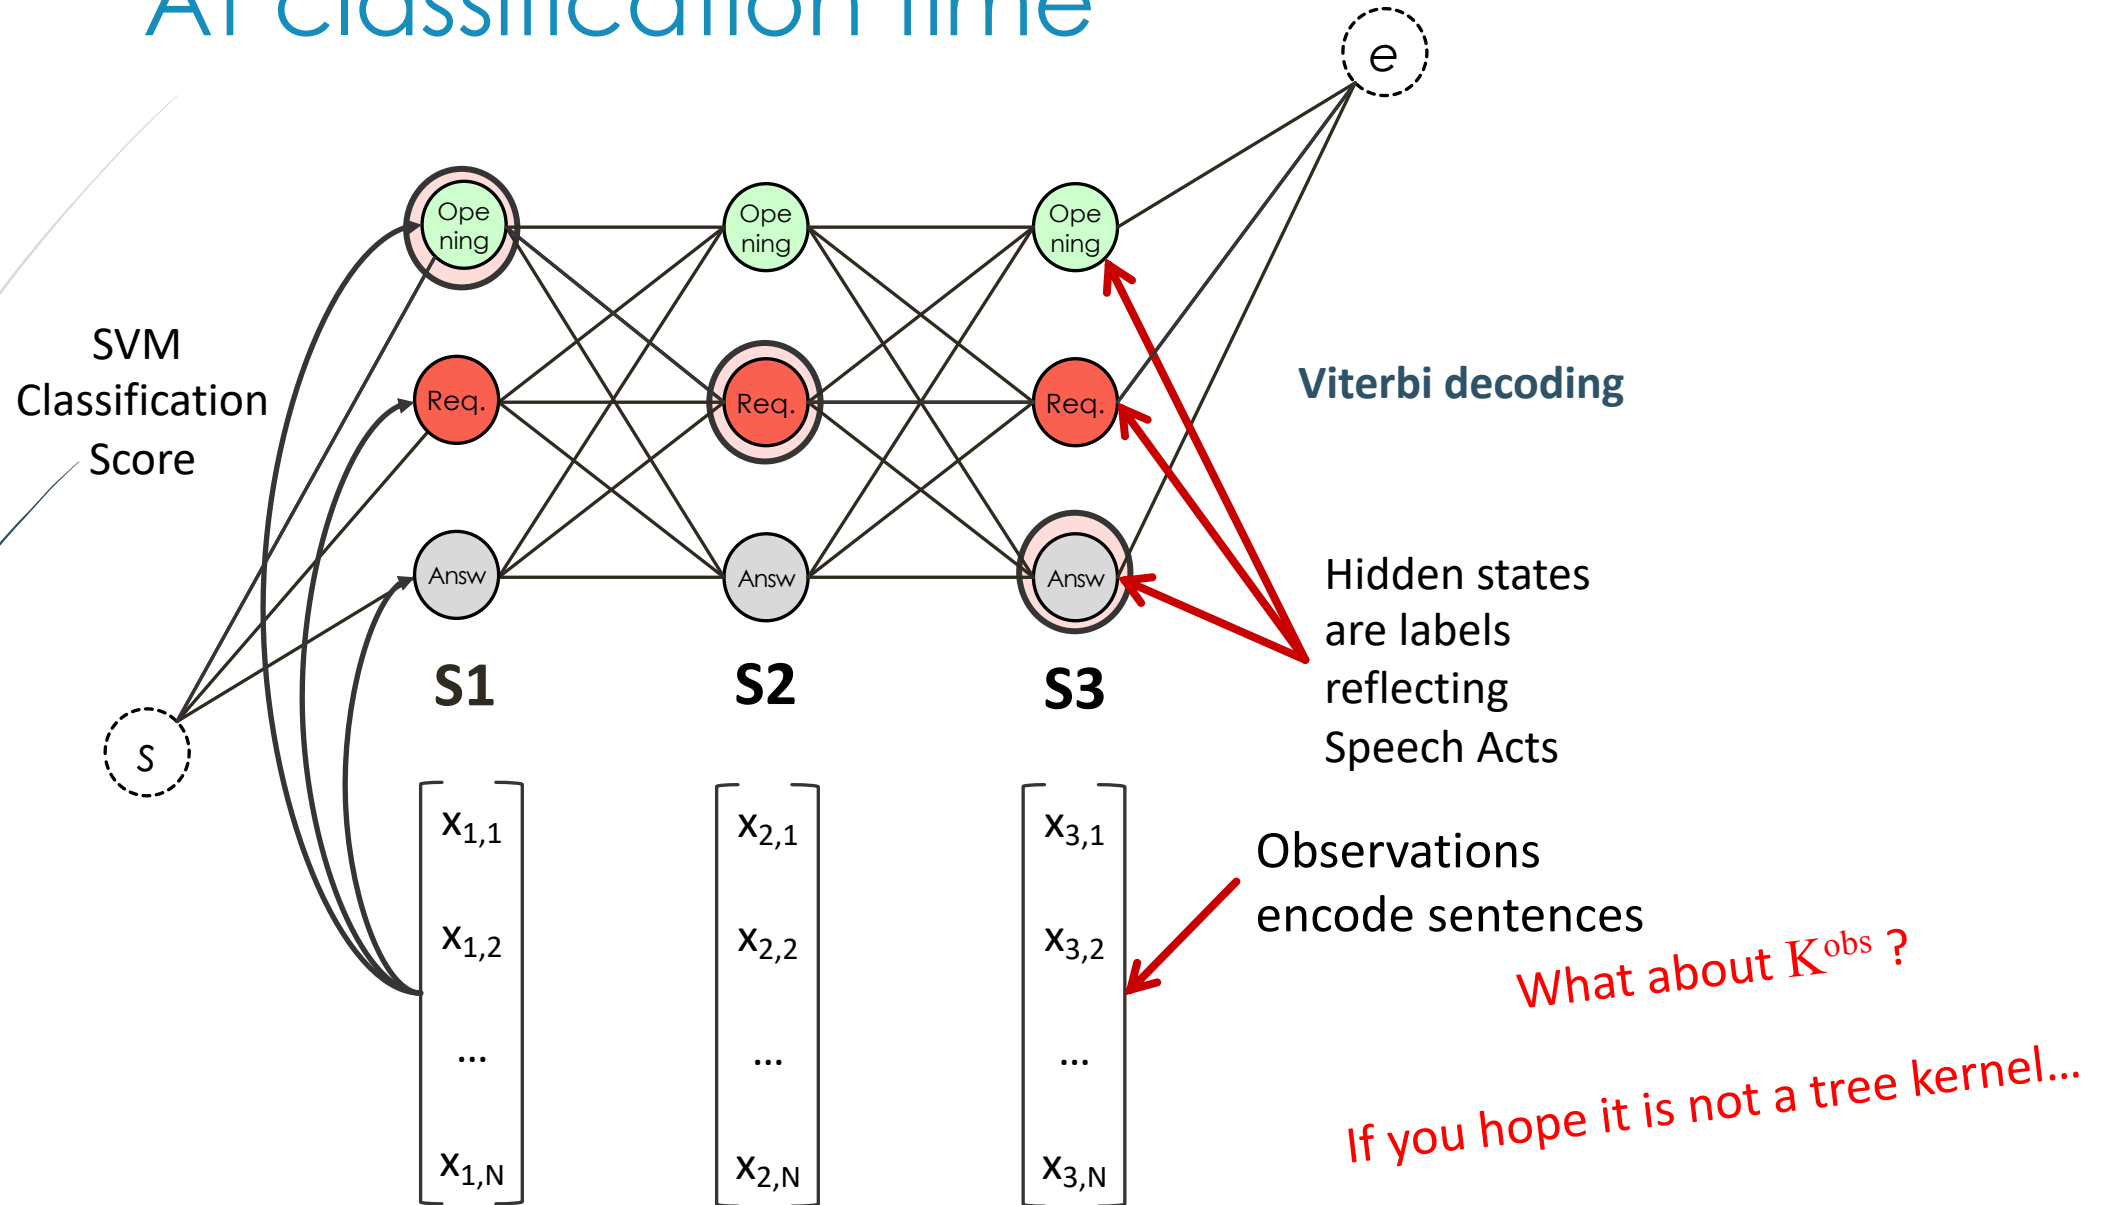 At classification time
e
Ope
ning
Ope
ning
Ope
ning
SVM
Classification
Score
Req.
Req.
Req.
Viterbi decoding
Answ
Answ
Answ
Hidden states
are labels
reflecting
Speech Acts
S1
S2
S3
s
x1,1
x1,2
...
x1,N
x2,1
x2,2
...
x2,N
x3,1
x3,2
...
x3,N
Observations
encode sentences
What about K^obs ?
If you hope it is not a tree kernel...